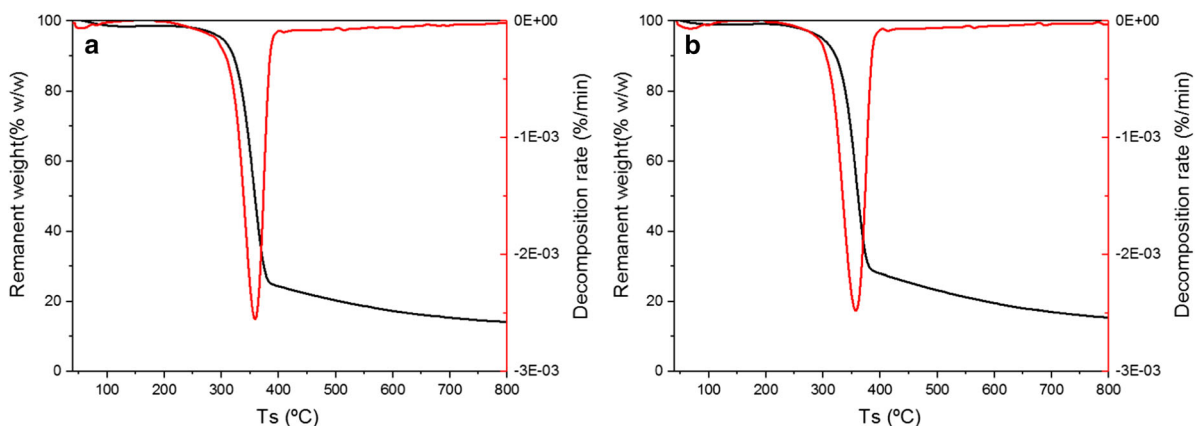 a
100
80
60
40
20
0
Remanent weight(% w/w)
100 200 300 400 500 600 700 800
Ts (ºC)
0E+00
-1E-03
-2E-03
-3E-03
Decomposition rate (%/min)
b
100
80
60
40
20
0
Remanent weight(% w/w)
100 200 300 400 500 600 700 800
Ts (ºC)
0E+00
-1E-03
-2E-03
-3E-03
Decomposition rate (%/min)